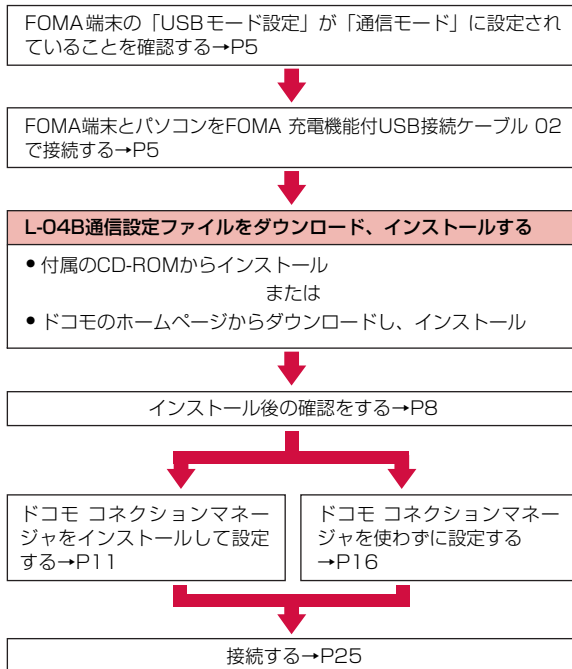 FOMA端末の「USBモード設定」が「通信モード」に設定され
ていることを確認する→P5
FOMA端末とパソコンをFOMA 充電機能付USB接続ケーブル 02
で接続する→P5
L-04B通信設定ファイルをダウンロード、インストールする
● 付属のCD-ROMからインストール
または
● ドコモのホームページからダウンロードし、インストール
インストール後の確認をする→P8
ドコモ コネクションマネー
ジャをインストールして設定
する→P11
ドコモ コネクションマネー
ジャを使わずに設定する
→P16
接続する→P25